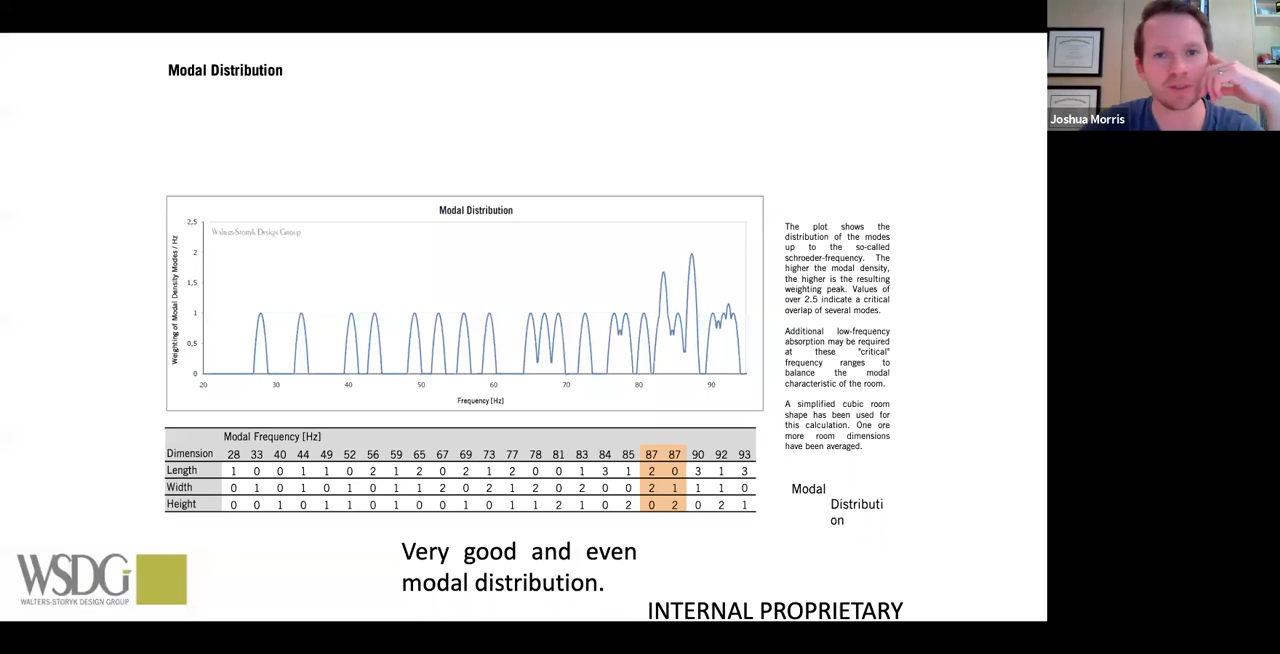 Modal Distribution
Joshua Morris
Modal Distribution
Walters-Storyk Design Group
Weighting of Modal Density Modes / Hz
2,5
2
1,5
1
0,5
0
20 30 40 50 60 70 80 90
Frequency [Hz]
The plot shows the
distribution of the modes
up to the so-called
schroeder-frequency. The
higher the modal density,
the higher is the resulting
weighting peak. Values of
over 2.5 indicate a critical
overlap of several modes.
Additional low-frequency
absorption may be required
at these "critical"
frequency ranges to
balance the modal
characteristic of the room.
A simplified cubic room
shape has been used for
this calculation. One ore
more room dimensions
have been averaged.
Modal Frequency [Hz]
Dimension 28 33 40 44 49 52 56 59 65 67 69 73 77 78 81 83 84 85 87 87 90 92 93
Length 1 0 0 1 1 0 2 1 2 0 2 1 2 0 0 1 3 1 2 0 3 1 3
Width 0 1 0 1 0 1 0 1 1 2 0 2 1 2 0 2 0 0 2 1 1 1 0
Height 0 0 1 0 1 1 0 1 0 0 1 0 1 1 2 1 0 2 0 2 0 2 1
Modal
Distributi
on
Very good and even
modal distribution.
WSDG
WALTERS-STORYK DESIGN GROUP
INTERNAL PROPRIETARY